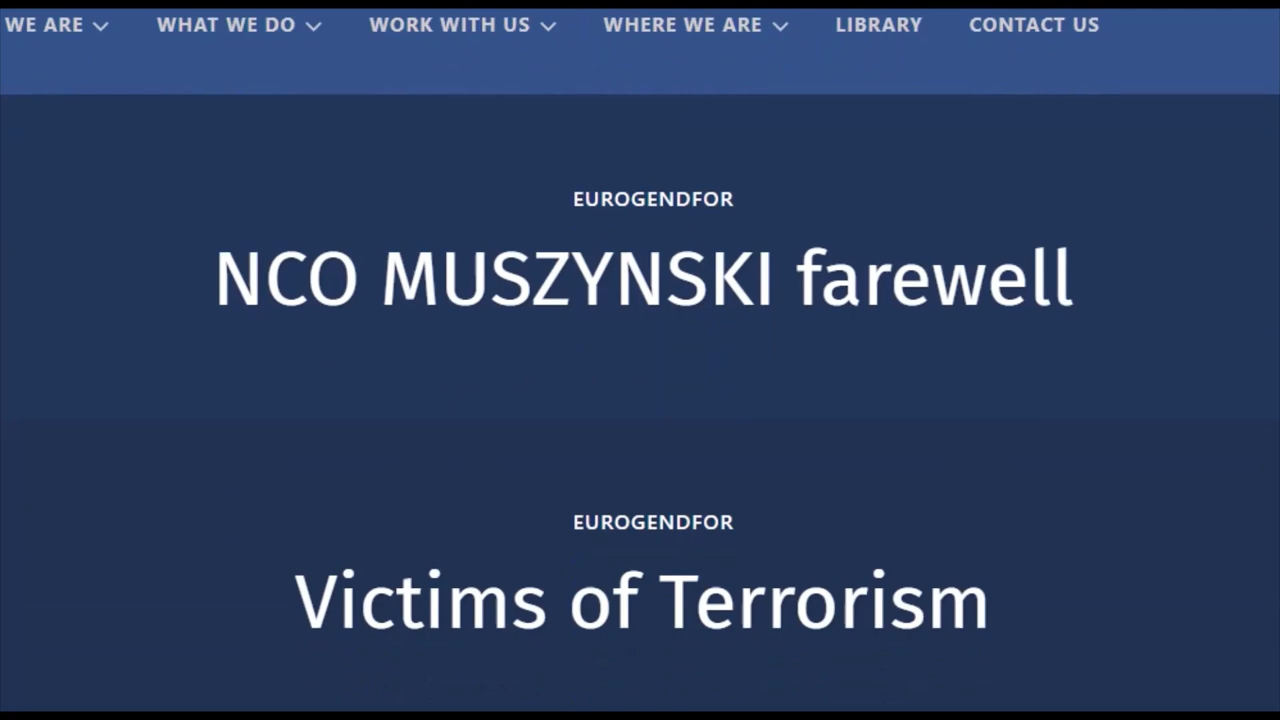 WE ARE WHAT WE DO WORK WITH US WHERE WE ARE LIBRARY CONTACT US
EUROGENDFOR
NCO MUSZYNSKI farewell
EUROGENDFOR
Victims of Terrorism